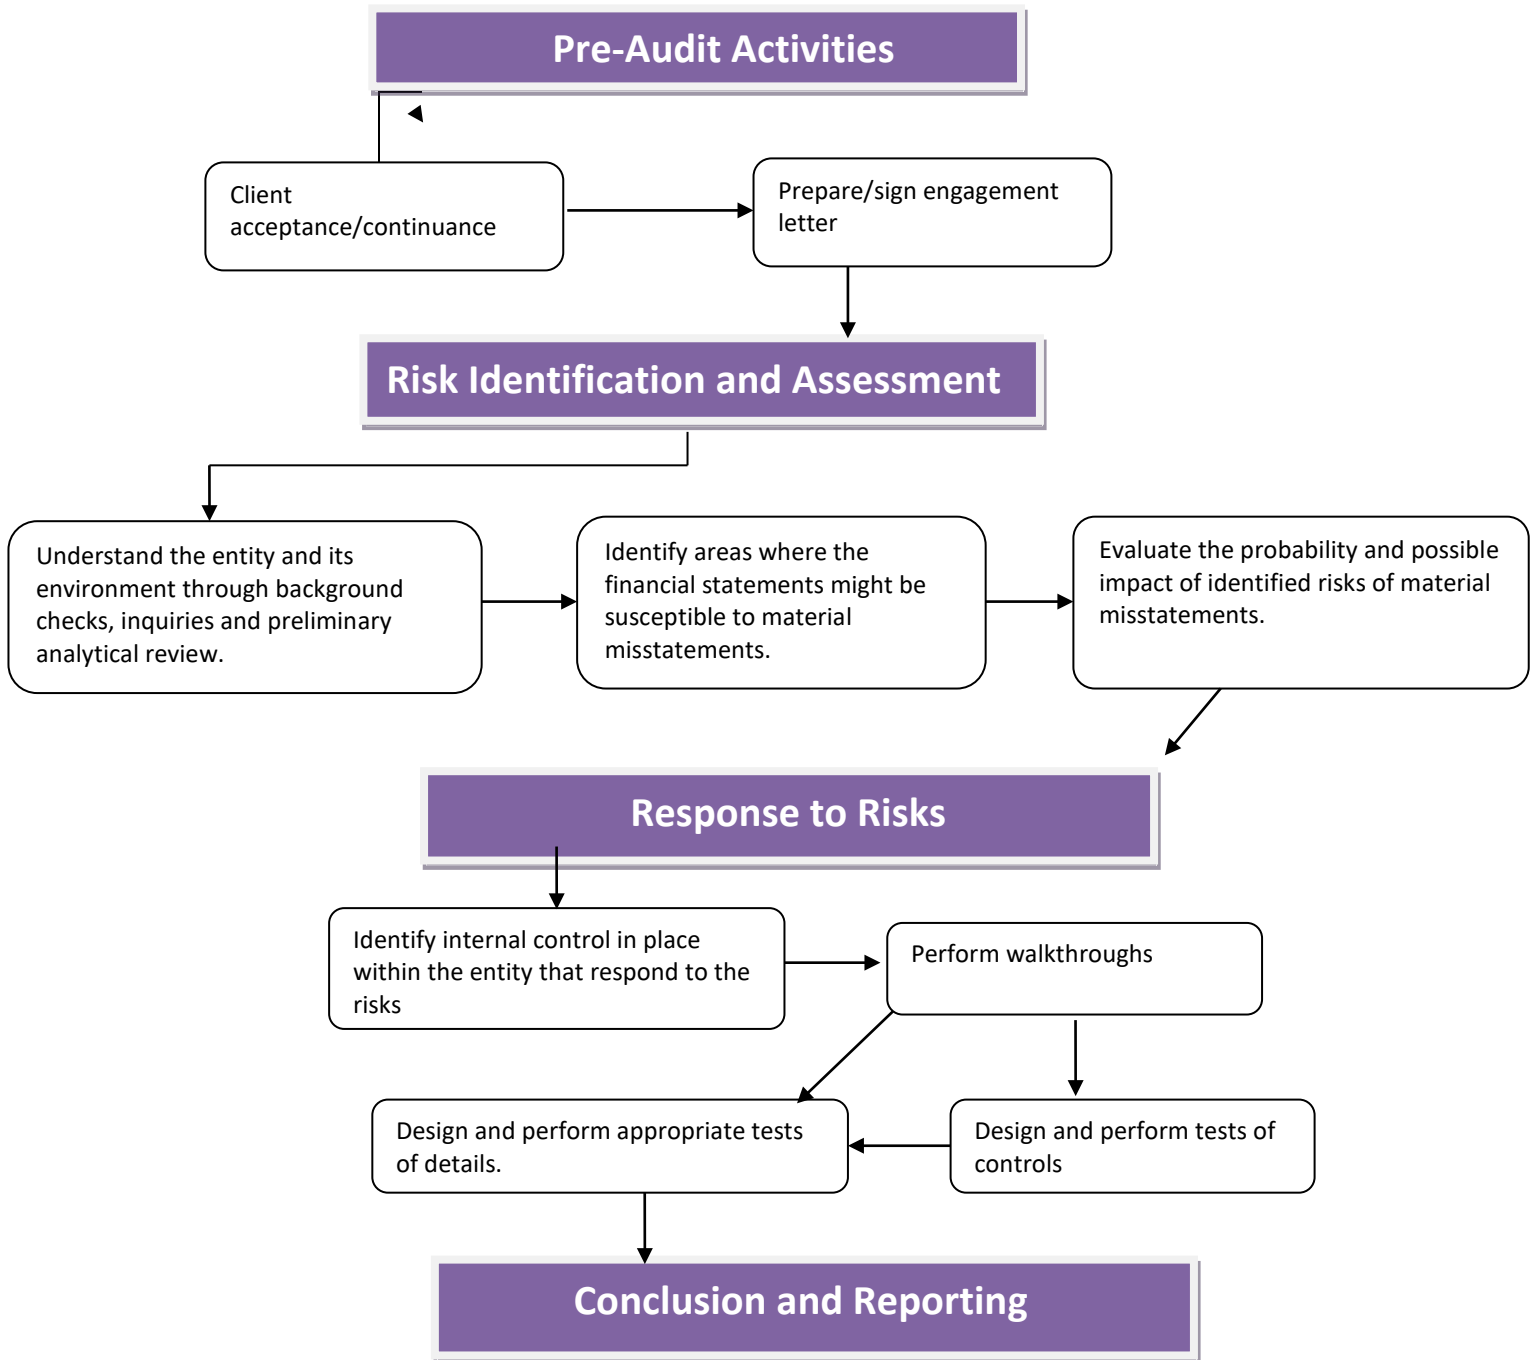 Pre-Audit Activities
Client
acceptance/continuance
Prepare/sign engagement
letter
Risk Identification and Assessment
Understand the entity and its
environment through background
checks, inquiries and preliminary
analytical review.
Identify areas where the
financial statements might be
susceptible to material
misstatements.
Evaluate the probability and possible
impact of identified risks of material
misstatements.
Response to Risks
Identify internal control in place
within the entity that respond to the
risks
Perform walkthroughs
Design and perform appropriate tests
of details.
Design and perform tests of
controls
Conclusion and Reporting